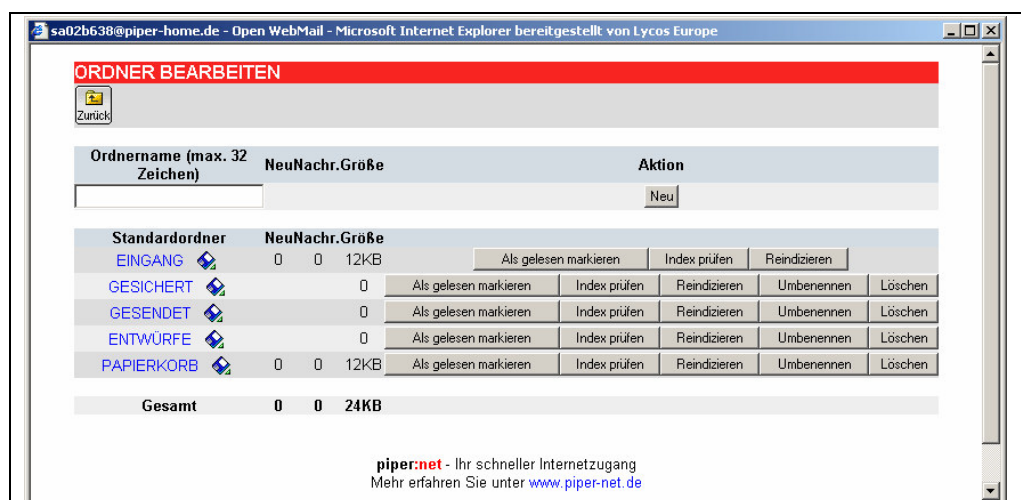 sa02b638@piper-home.de - Open WebMail - Microsoft Internet Explorer bereitgestellt von Lycos Europe
ORDNER BEARBEITEN
Zurück
Ordnername (max. 32 Zeichen) Neu Nachr. Größe Aktion
Neu
Standardordner Neu Nachr. Größe
EINGANG 0 0 12KB Als gelesen markieren Index prüfen Reindizieren
GESICHERT 0 Als gelesen markieren Index prüfen Reindizieren Umbenennen Löschen
GESENDET 0 Als gelesen markieren Index prüfen Reindizieren Umbenennen Löschen
ENTWÜRFE 0 Als gelesen markieren Index prüfen Reindizieren Umbenennen Löschen
PAPIERKORB 0 0 12KB Als gelesen markieren Index prüfen Reindizieren Umbenennen Löschen
Gesamt 0 0 24KB
piper:net - Ihr schneller Internetzugang
Mehr erfahren Sie unter www.piper-net.de